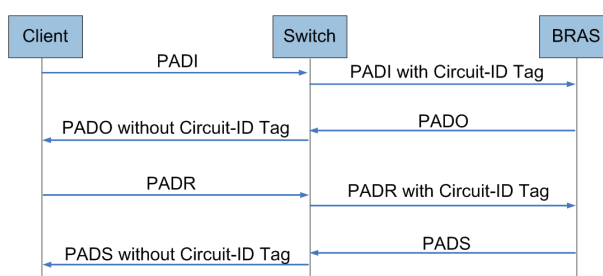 Client
Switch
BRAS
PADI
PADI with Circuit-ID Tag
PADO
PADO without Circuit-ID Tag
PADR
PADR with Circuit-ID Tag
PADS
PADS without Circuit-ID Tag